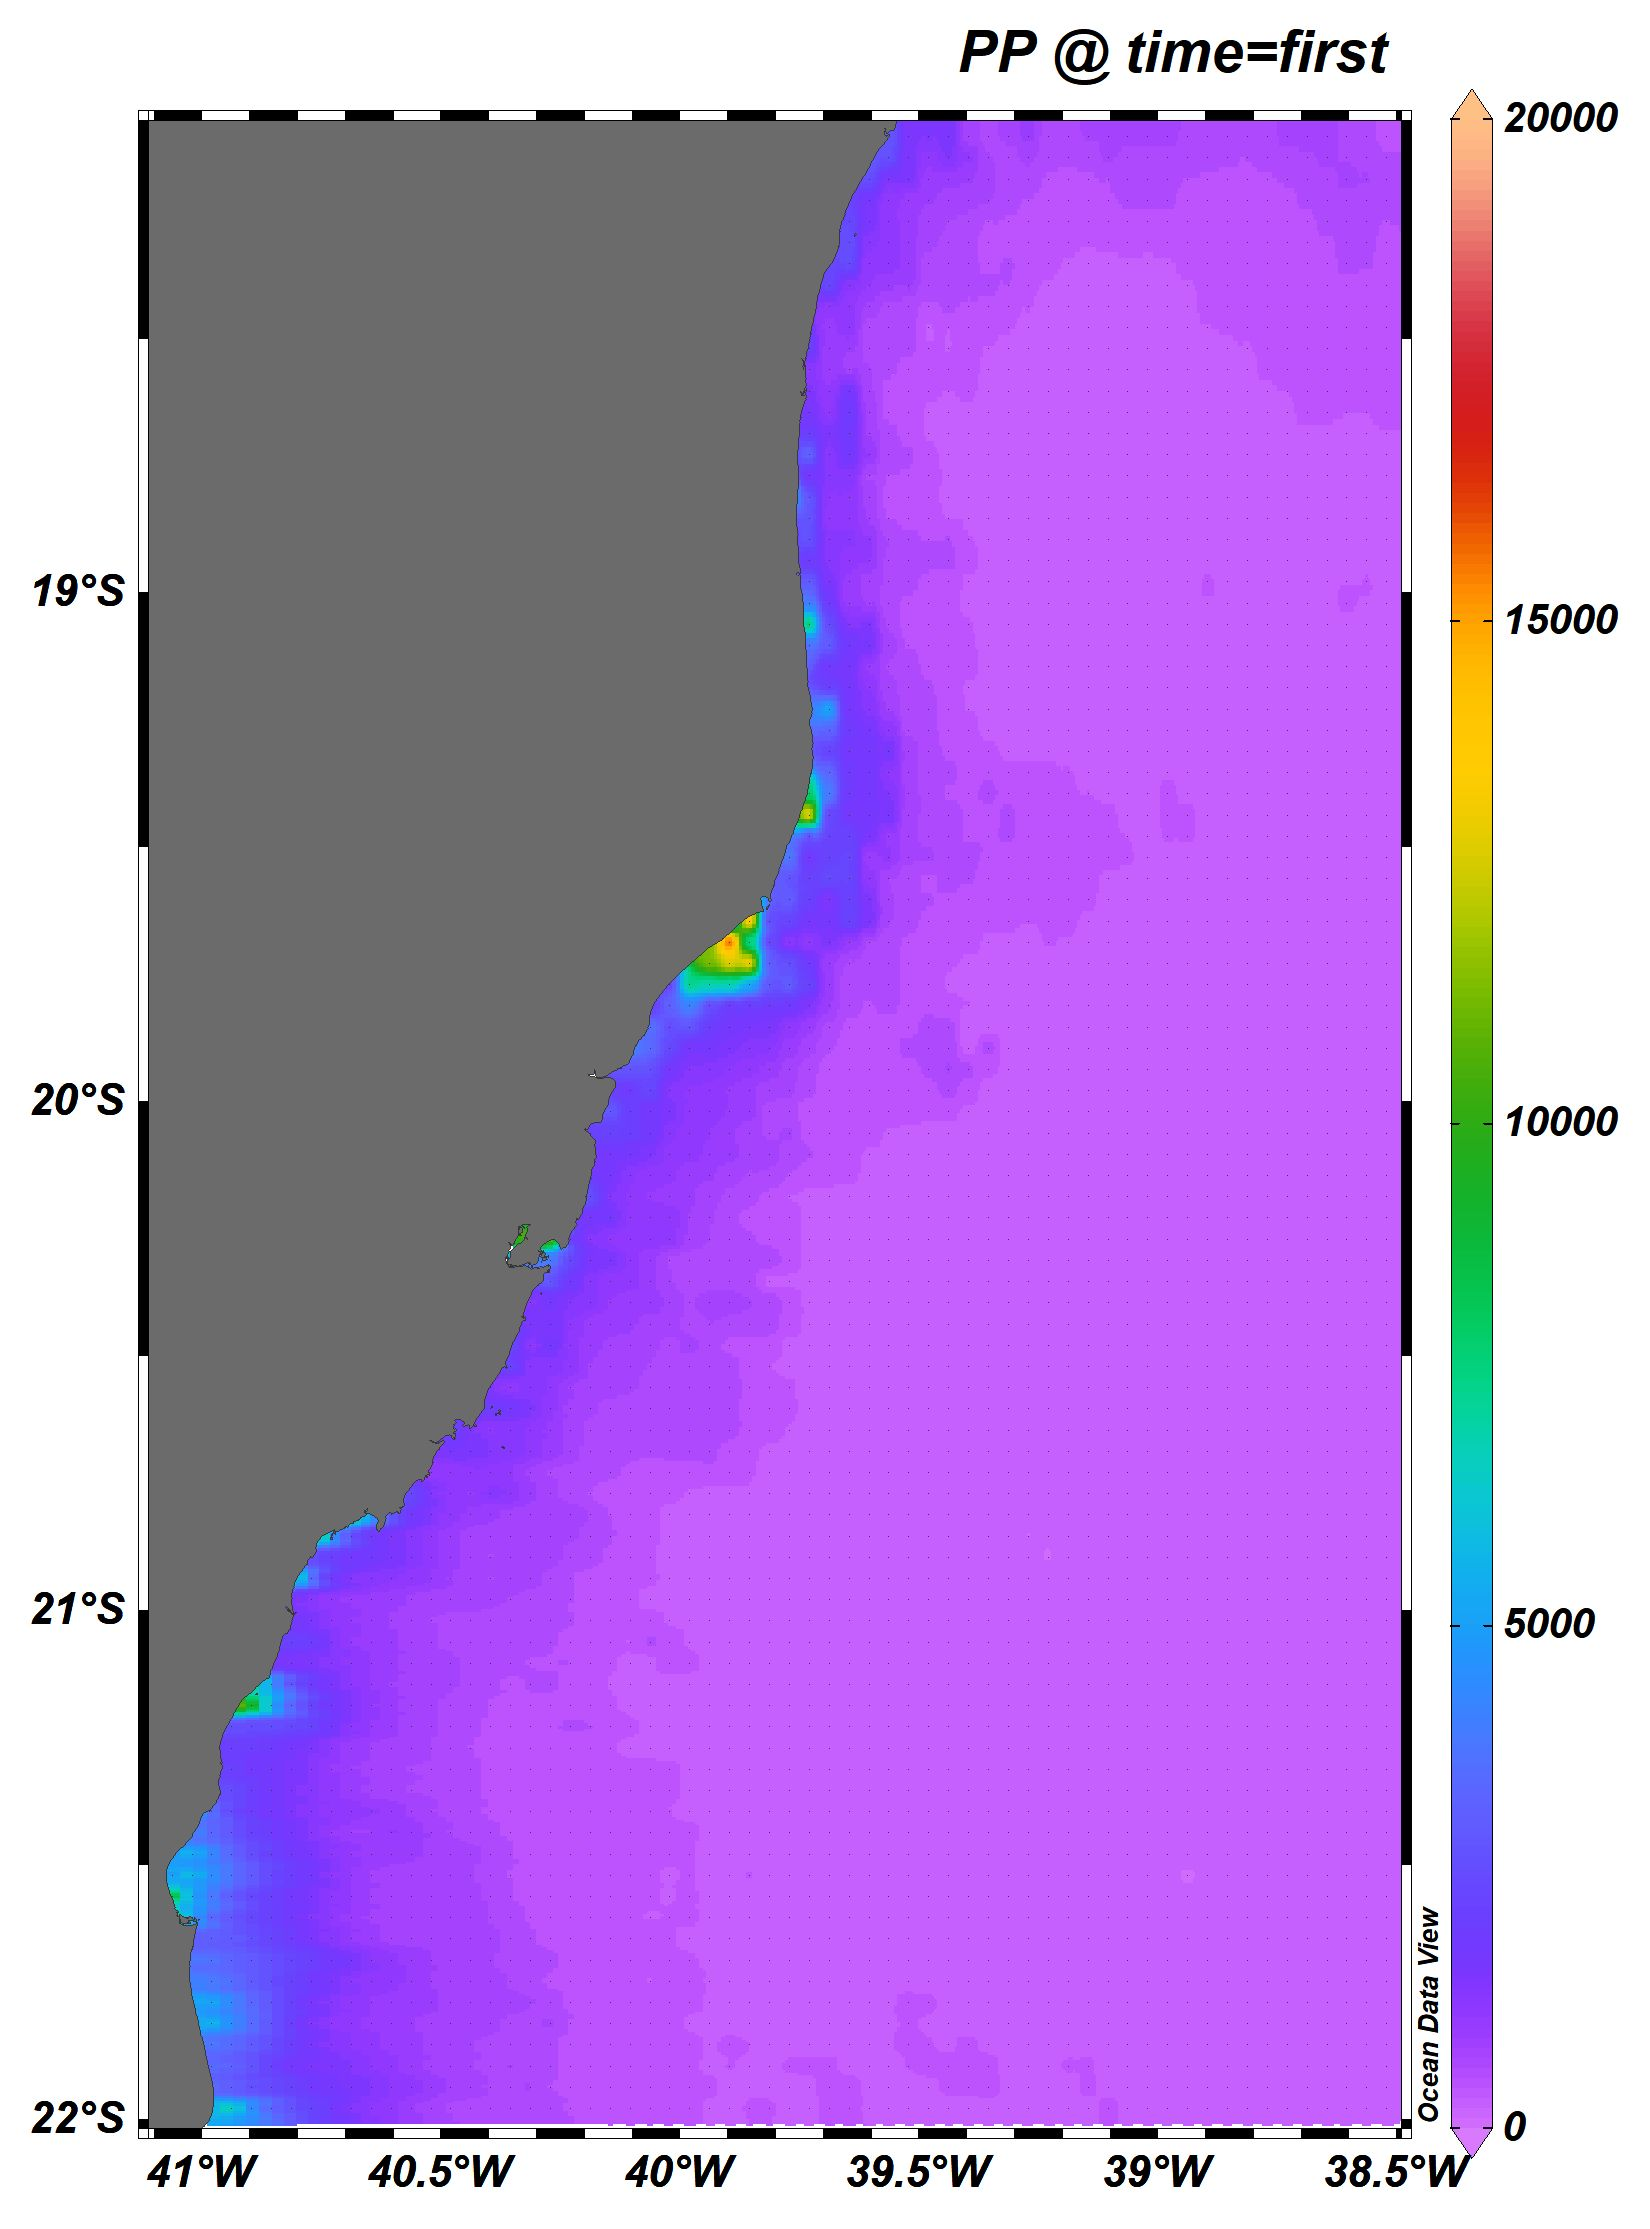 PP @ time=first
20000
19°S
15000
20°S
10000
21°S
5000
Ocean Data View
22°S
0
41°W 40.5°W 40°W 39.5°W 39°W 38.5°W